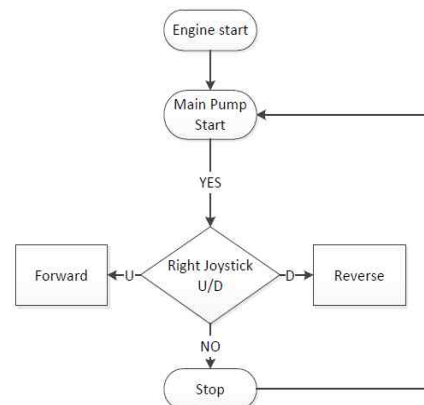 Engine start
Main Pump
Start
YES
Forward
U
Right Joystick
U/D
D
Reverse
NO
Stop